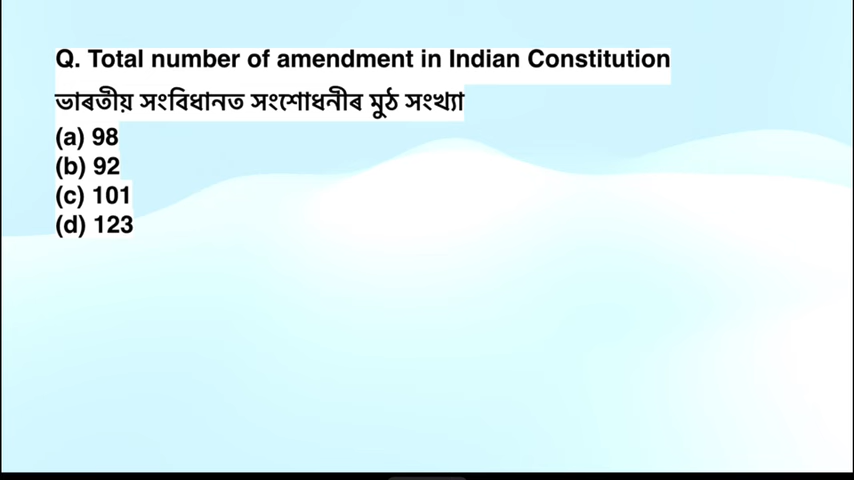 Q. Total number of amendment in Indian Constitution
ভাৰতীয় সংবিধানত সংশোধনীৰ মুঠ সংখ্যা
(a) 98
(b) 92
(c) 101
(d) 123